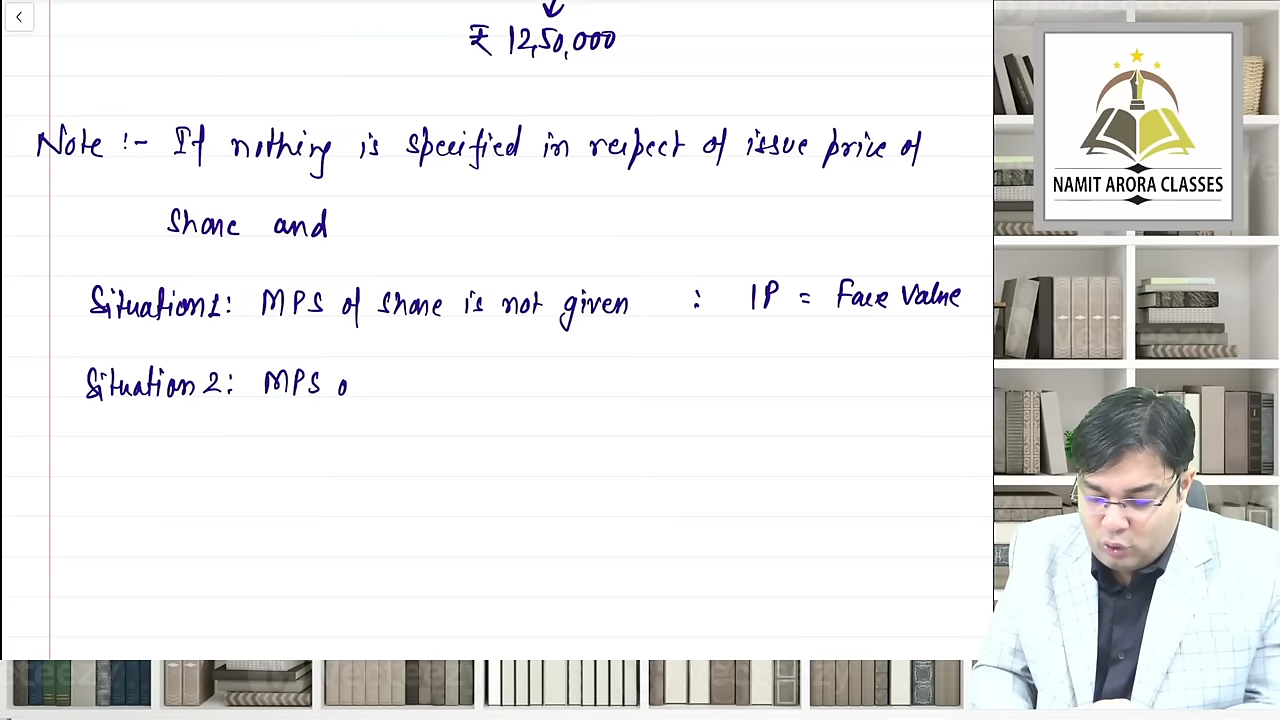 ₹ 12,50,000
Note :- If nothing is specified in respect of issue price of
Share and
Situation1: MPS of share is not given : IP = Face Value
Situation 2: MPS o
NAMIT ARORA CLASSES